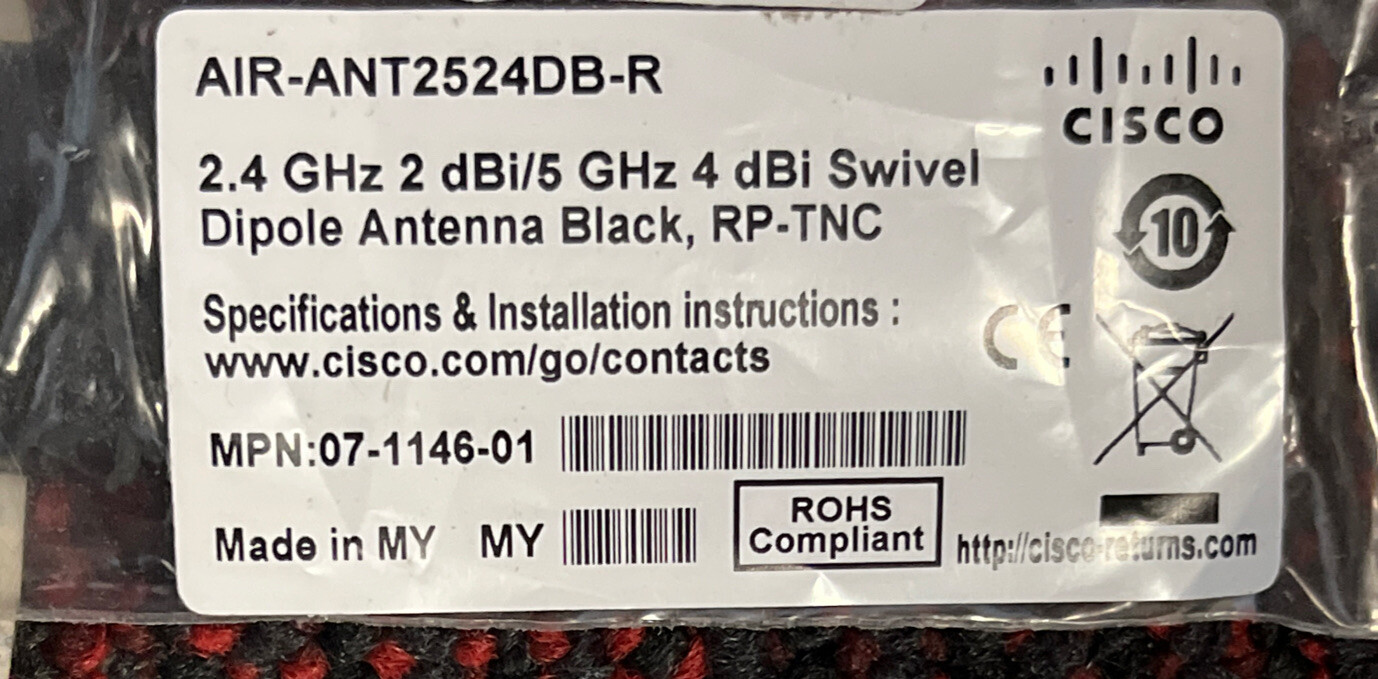 AIR-ANT2524DB-R
CISCO
2.4 GHz 2 dBi/5 GHz 4 dBi Swivel
Dipole Antenna Black, RP-TNC
10
Specifications & Installation instructions :
www.cisco.com/go/contacts
CE
MPN:07-1146-01
Made in MY MY
ROHS
Compliant
http://cisco-returns.com